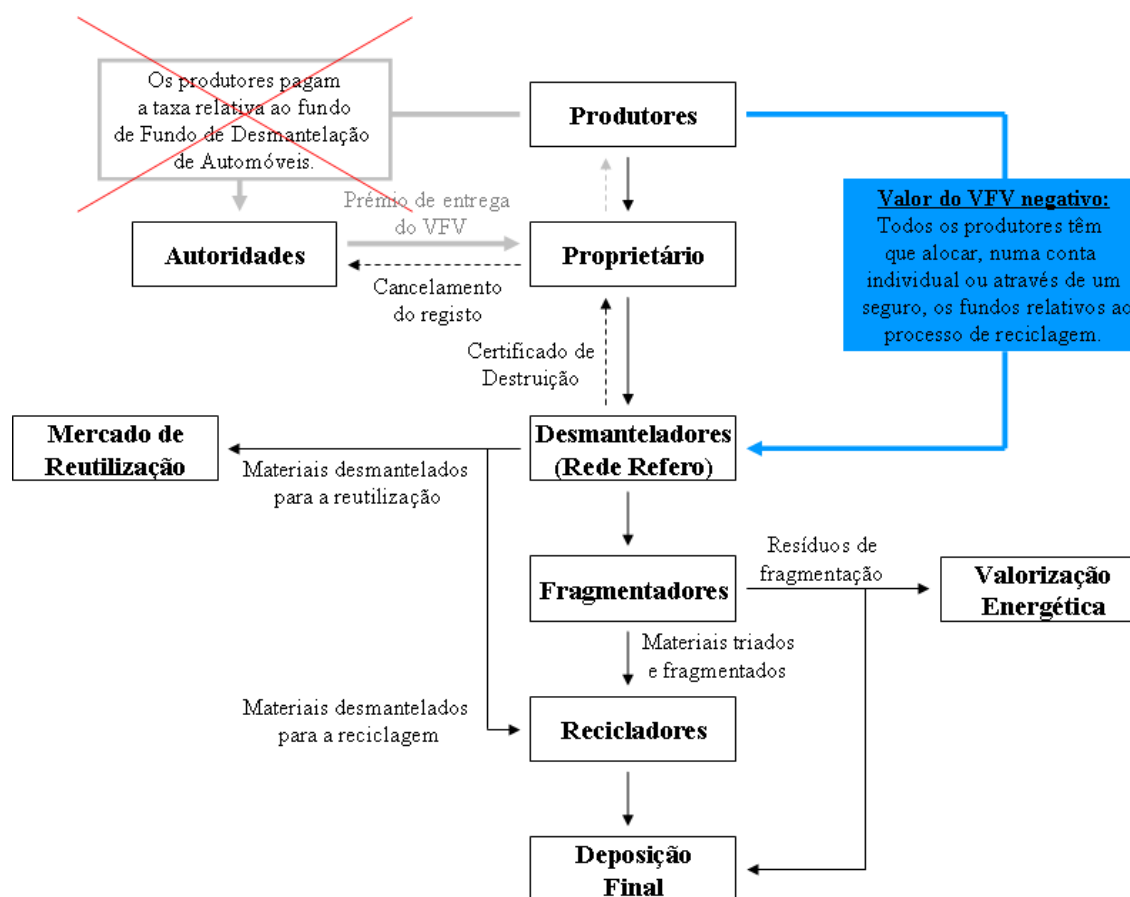 Os produtores pagam
a taxa relativa ao fundo
de Fundo de Desmantelação
de Automóveis.
Produtores
Valor do VFV negativo:
Todos os produtores têm
que alocar, numa conta
individual ou através de um
seguro, os fundos relativos ao
processo de reciclagem.
Prémio de entrega
do VFV
Autoridades
Proprietário
Cancelamento
do registo
Certificado de
Destruição
Mercado de
Reutilização
Desmanteladores
(Rede Refero)
Materiais desmantelados
para a reutilização
Resíduos de
fragmentação
Fragmentadores
Valorização
Energética
Materiais triados
e fragmentados
Materiais desmantelados
para a reciclagem
Recicladores
Deposição
Final